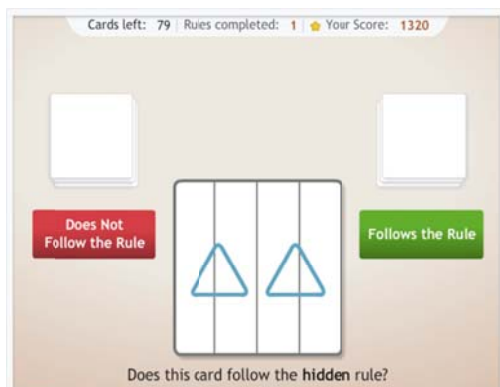 Cards left: 79 | Rues completed: 1 | Your Score: 1320
Does Not
Follow the Rule
Follows the Rule
Does this card follow the hidden rule?